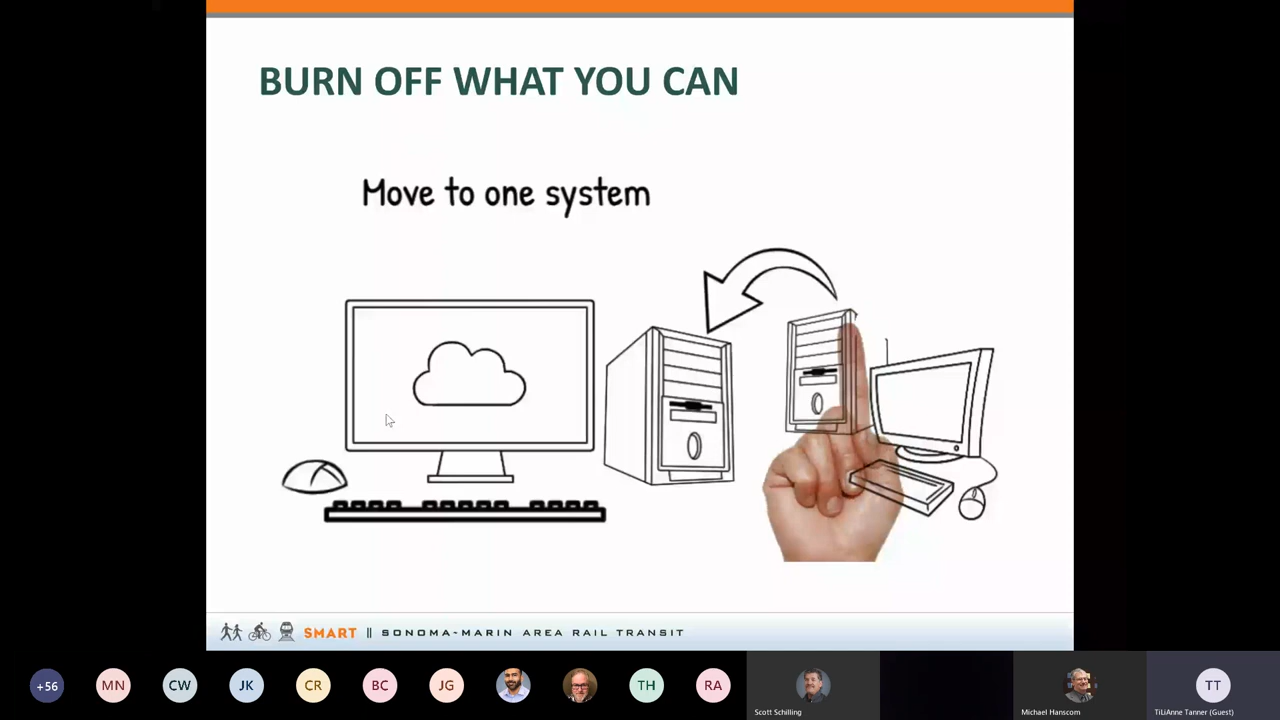 BURN OFF WHAT YOU CAN
Move to one system
SMART || SONOMA-MARIN AREA RAIL TRANSIT
+56
MN
CW
JK
CR
BC
JG
TH
RA
Scott Schilling
Michael Hanscom
TT
TiLiAnne Tanner (Guest)